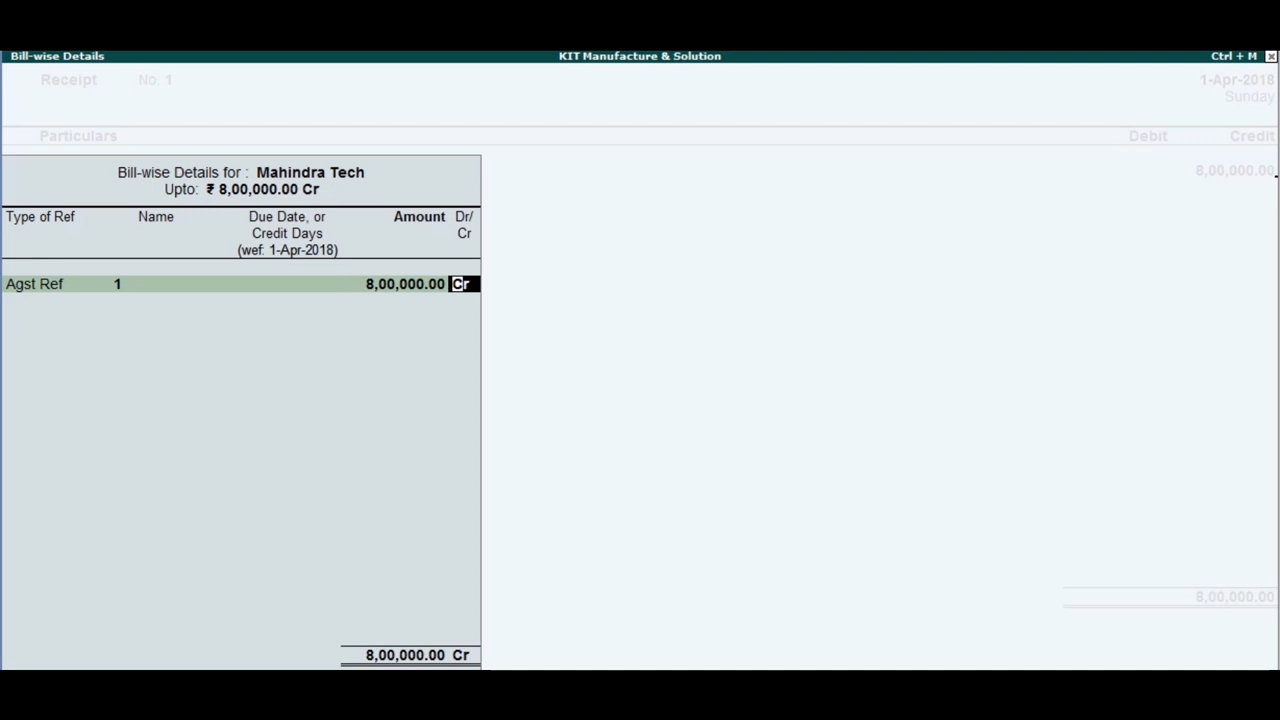 Bill-wise Details KIT Manufacture & Solution Ctrl + M
Receipt No. 1 1-Apr-2018
Sunday
Particulars Debit Credit
8,00,000.00
Bill-wise Details for : Mahindra Tech
Upto: ₹ 8,00,000.00 Cr
Type of Ref Name Due Date, or Amount Dr/
Credit Days Cr
(wef: 1-Apr-2018)
Agst Ref 1 8,00,000.00 Cr
8,00,000.00
8,00,000.00 Cr